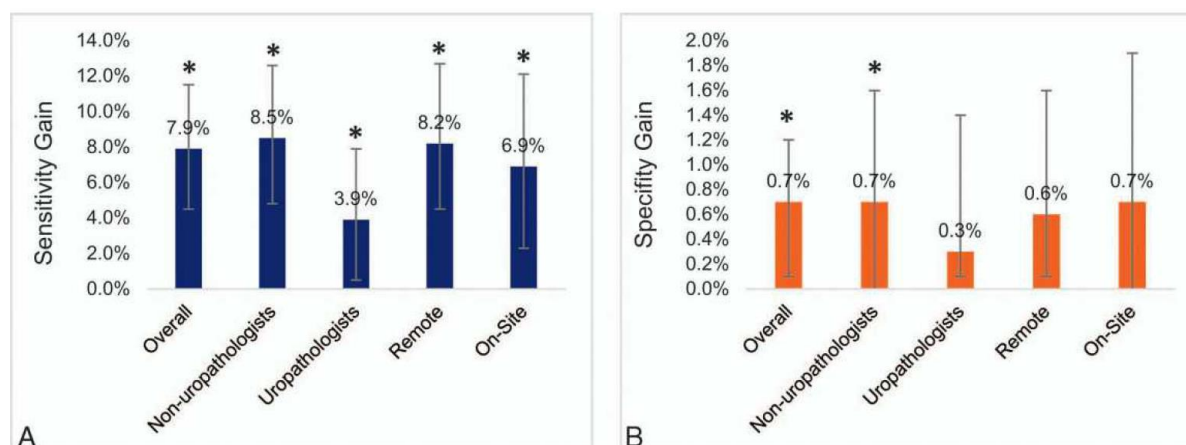 14.0%
12.0%
10.0%
8.0%
6.0%
4.0%
2.0%
0.0%
Sensitivity Gain
*
*
*
*
*
7.9%
8.5%
3.9%
8.2%
6.9%
Overall
Non-uropathologists
Uropathologists
Remote
On-Site
A
2.0%
1.8%
1.6%
1.4%
1.2%
1.0%
0.8%
0.6%
0.4%
0.2%
0.0%
Specifity Gain
*
*
0.7%
0.7%
0.3%
0.6%
0.7%
Overall
Non-uropathologists
Uropathologists
Remote
On-Site
B